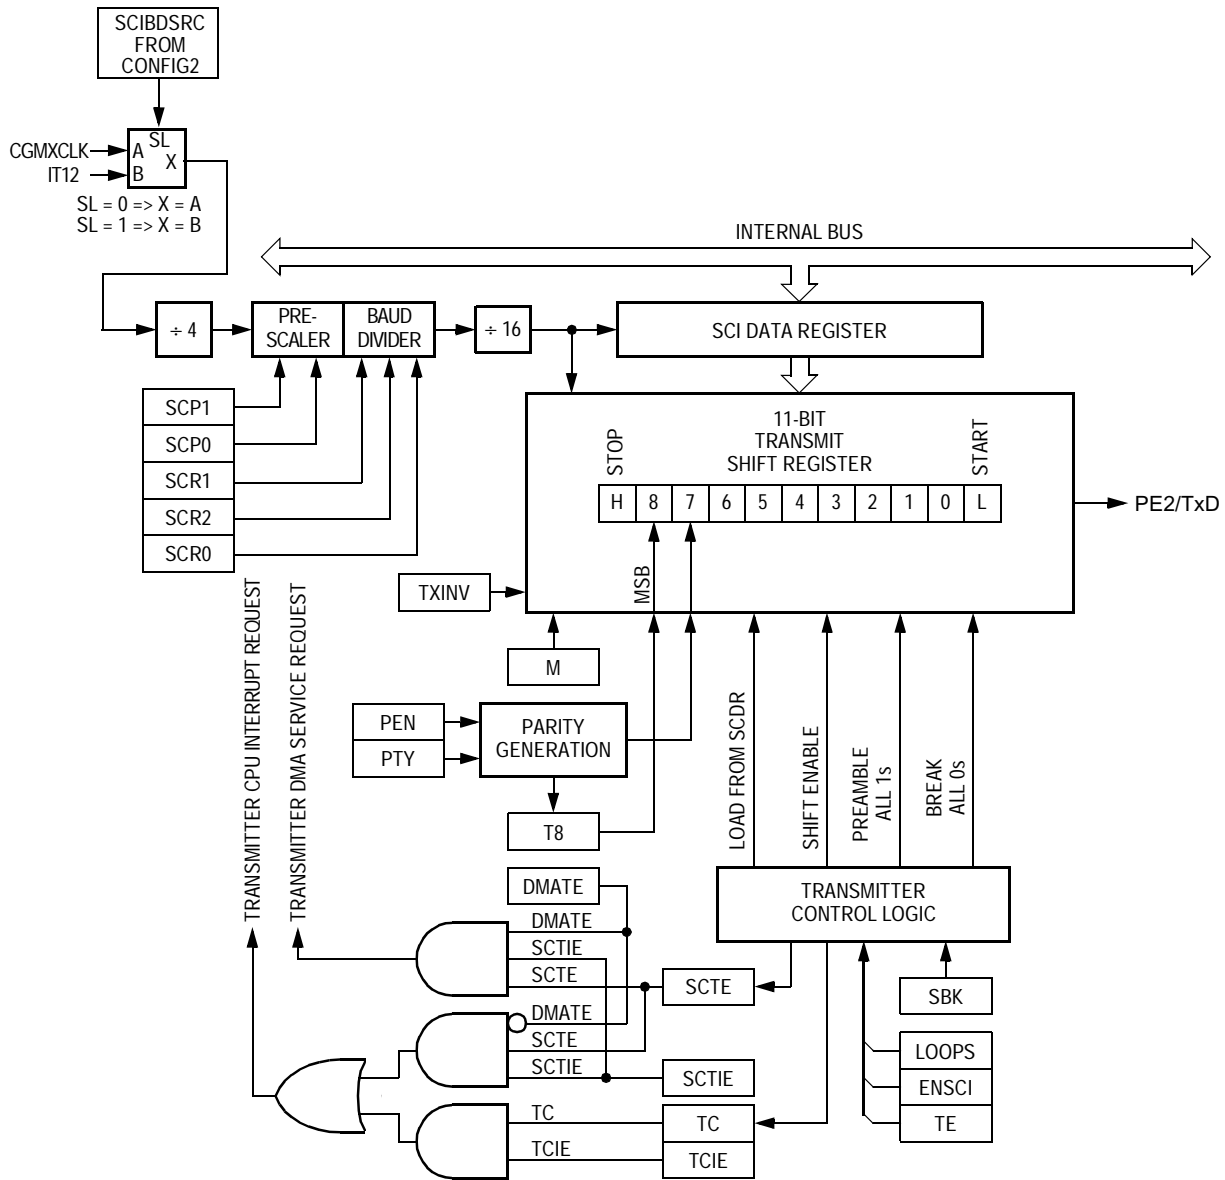 SCIBDSRC
FROM
CONFIG2
SL
CGMXCLK
A
X
IT12
B
SL = 0 => X = A
SL = 1 => X = B
INTERNAL BUS
÷ 4
PRE-
SCALER
BAUD
DIVIDER
÷ 16
SCI DATA REGISTER
SCP1
SCP0
SCR1
SCR2
SCR0
11-BIT
TRANSMIT
SHIFT REGISTER
STOP
START
H 8 7 6 5 4 3 2 1 0 L
PE2/TxD
MSB
TXINV
M
PEN
PTY
PARITY
GENERATION
T8
TRANSMITTER CPU INTERRUPT REQUEST
TRANSMITTER DMA SERVICE REQUEST
LOAD FROM SCDR
SHIFT ENABLE
PREAMBLE
ALL 1s
BREAK
ALL 0s
TRANSMITTER
CONTROL LOGIC
DMATE
DMATE
SCTIE
SCTE
SCTE
SBK
DMATE
SCTE
SCTIE
SCTIE
LOOPS
ENSCI
TE
TC
TC
TCIE
TCIE